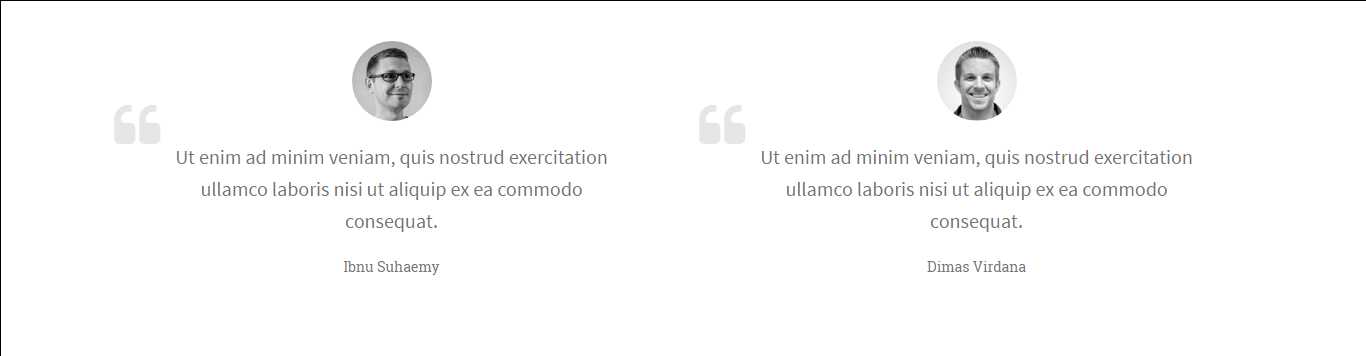 Ut enim ad minim veniam, quis nostrud exercitation
ullamco laboris nisi ut aliquip ex ea commodo
consequat.
Ibnu Suhaemy
Ut enim ad minim veniam, quis nostrud exercitation
ullamco laboris nisi ut aliquip ex ea commodo
consequat.
Dimas Virdana